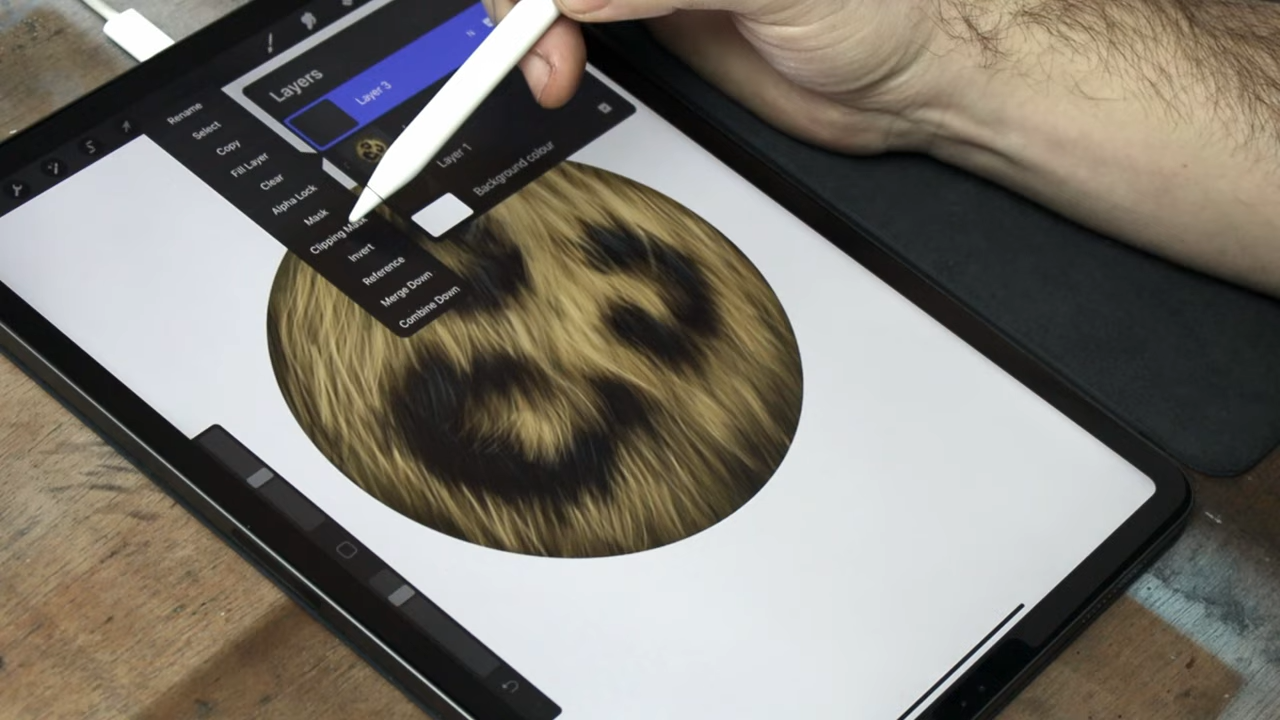 Layers
N
Layer 3
Layer 1
Background colour
Rename
Select
Copy
Fill Layer
Clear
Alpha Lock
Mask
Clipping Mask
Invert
Reference
Merge Down
Combine Down